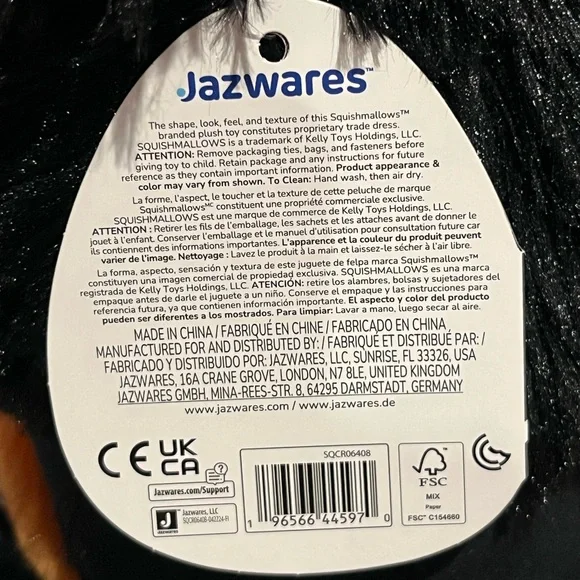 Jazwares™
The shape, look, feel, and texture of this Squishmallows™
branded plush toy constitutes proprietary trade dress.
SQUISHMALLOWS is a trademark of Kelly Toys Holdings, LLC.
ATTENTION: Remove packaging ties, bags, and fasteners before
giving toy to child. Retain package and any instructions for future
reference as they contain important information. Product appearance &
color may vary from shown. To Clean: Hand wash, then air dry.
La forme, l'aspect, le toucher et la texture de cette peluche de marque
Squishmallowsᴹᶜ constituent une propriété commerciale exclusive.
SQUISHMALLOWS est une marque de commerce de Kelly Toys Holdings, LLC.
ATTENTION : Retirer les fils de l'emballage, les sachets et les attaches avant de donner le
jouet à l'enfant. Conserver l'emballage et le manuel d'utilisation pour consultation future car
ils contiennent des informations importantes. L'apparence et la couleur du produit peuvent
varier de l'image. Nettoyage : Lavez le produit à la main et laissez-le sécher à l'air libre.
La forma, aspecto, sensación y textura de este juguete de felpa marca Squishmallows™
constituyen una imagen comercial de propiedad exclusiva. SQUISHMALLOWS es una marca
registrada de Kelly Toys Holdings, LLC. ATENCIÓN: retire los alambres, bolsas y sujetadores del
empaque antes de darle el juguete a un niño. Conserve el empaque y las instrucciones para
referencia futura, ya que contienen información importante. El aspecto y color del producto
pueden ser diferentes a los mostrados. Para limpiar: Lavar a mano, luego secar al aire.
MADE IN CHINA / FABRIQUÉ EN CHINE / FABRICADO EN CHINA
MANUFACTURED FOR AND DISTRIBUTED BY: / FABRIQUÉ ET DISTRIBUÉ PAR: /
FABRICADO Y DISTRIBUIDO POR: JAZWARES, LLC, SUNRISE, FL 33326, USA
JAZWARES, 16A CRANE GROVE, LONDON, N7 8LE, UNITED KINGDOM
JAZWARES GMBH, MINA-REES-STR. 8, 64295 DARMSTADT, GERMANY
www.jazwares.com / www.jazwares.de
CE UK CA
?
Jazwares.com/Support
J
JAZWARES
Jazwares, LLC
SQCR06408-042224-FI
SQCR06408
1 96566 44597 0
FSC
MIX
Paper
FSC™ C154660